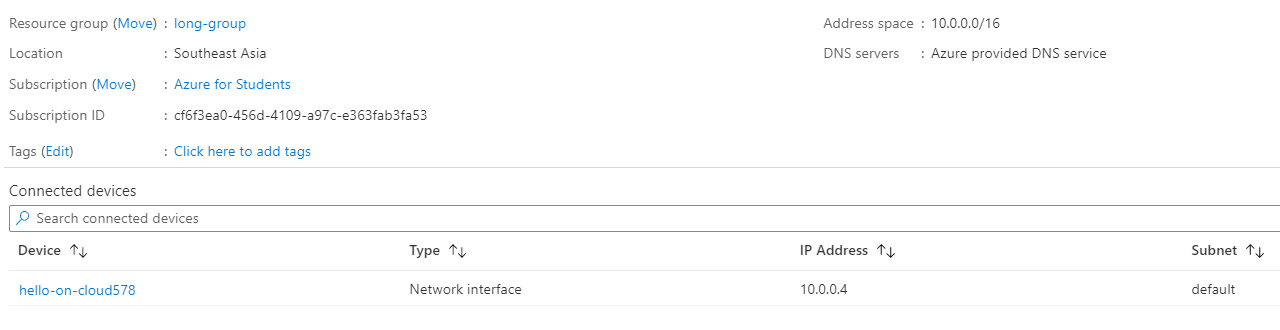 Resource group (Move) : long-group
Address space : 10.0.0.0/16
Location : Southeast Asia
DNS servers : Azure provided DNS service
Subscription (Move) : Azure for Students
Subscription ID : cf6f3ea0-456d-4109-a97c-e363fab3fa53
Tags (Edit) : Click here to add tags
Connected devices
Search connected devices
Device ↑↓ Type ↑↓ IP Address ↑↓ Subnet ↑↓
hello-on-cloud578 Network interface 10.0.0.4 default